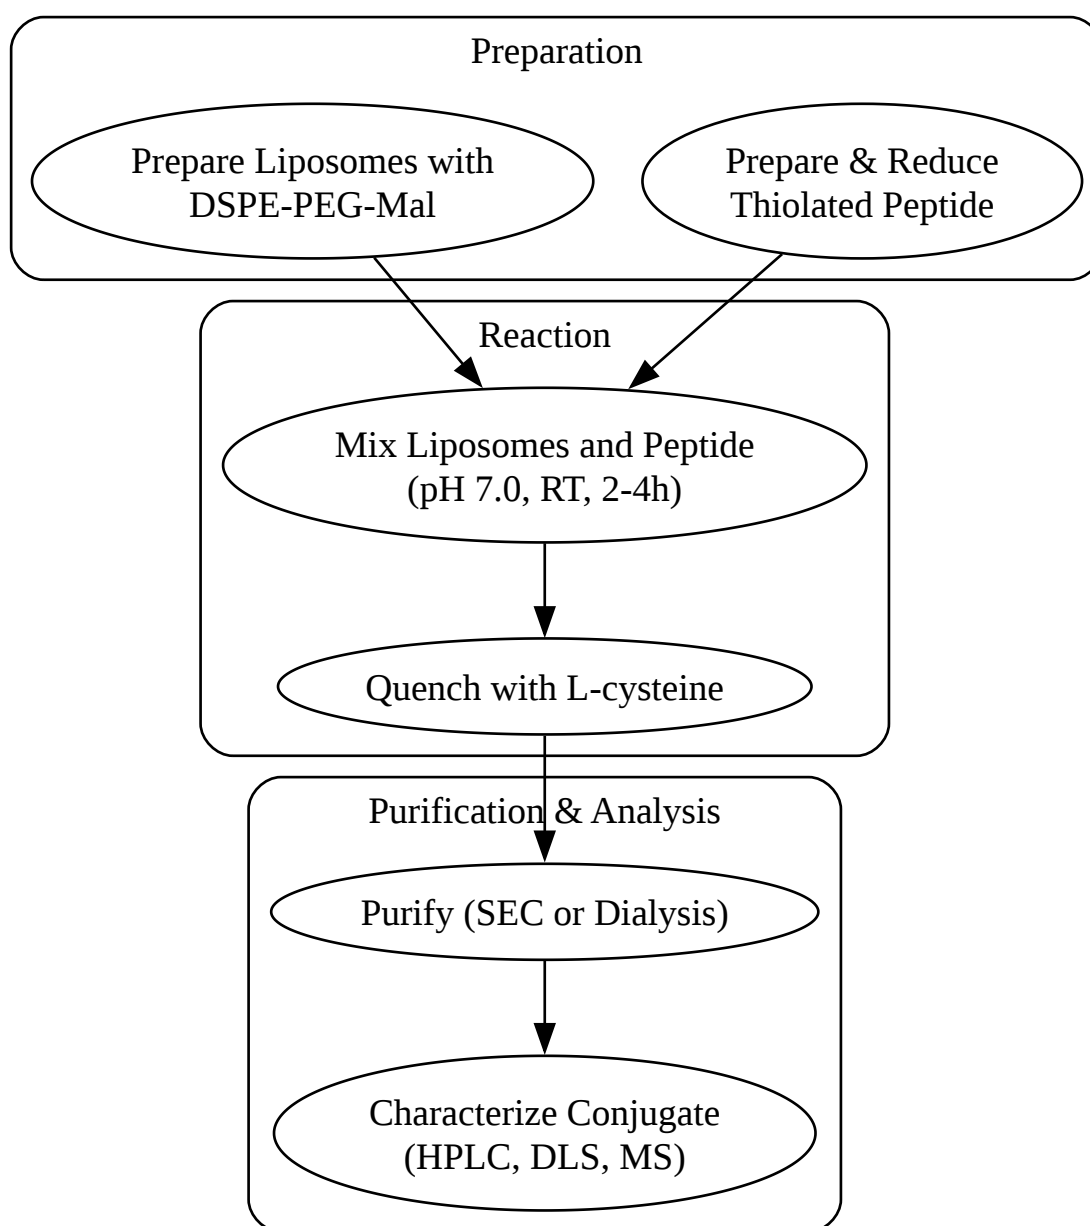 Preparation
Prepare Liposomes with
DSPE-PEG-Mal
Prepare & Reduce
Thiolated Peptide
Reaction
Mix Liposomes and Peptide
(pH 7.0, RT, 2-4h)
Quench with L-cysteine
Purification & Analysis
Purify (SEC or Dialysis)
Characterize Conjugate
(HPLC, DLS, MS)